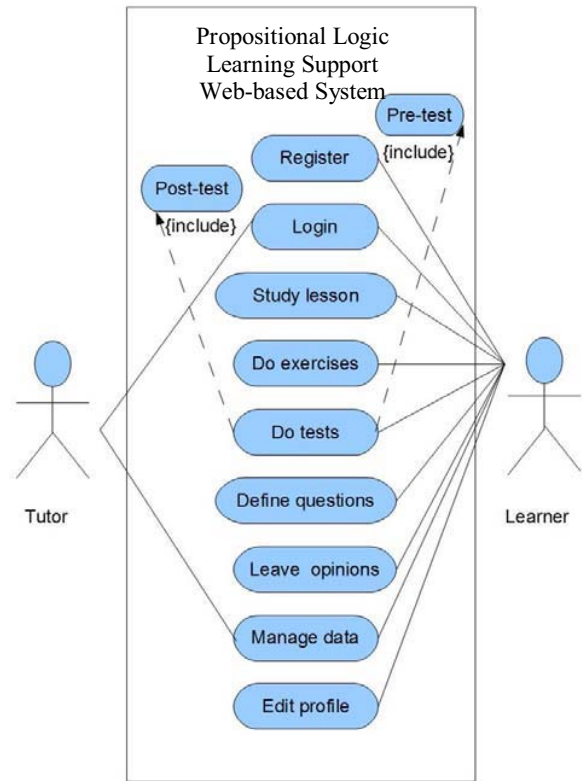 Propositional Logic
Learning Support
Web-based System
Pre-test
{include}
Register
Post-test
{include}
Login
Study lesson
Do exercises
Do tests
Define questions
Tutor
Learner
Leave opinions
Manage data
Edit profile